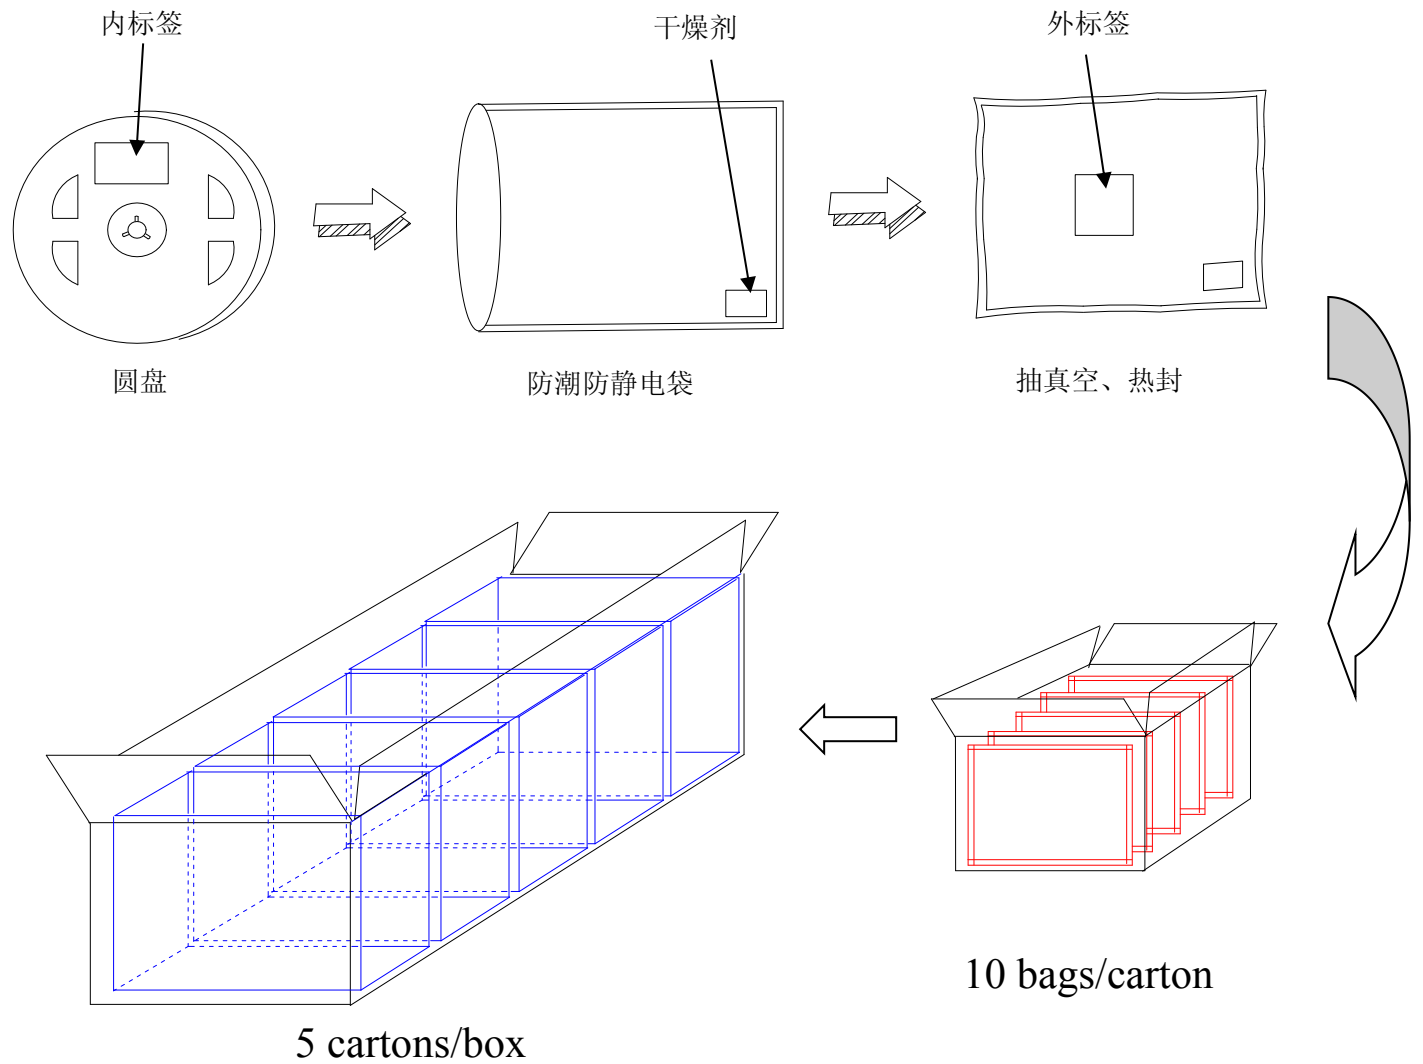 内标签
干燥剂
外标签
圆盘
防潮防静电袋
抽真空、热封
10 bags/carton
5 cartons/box